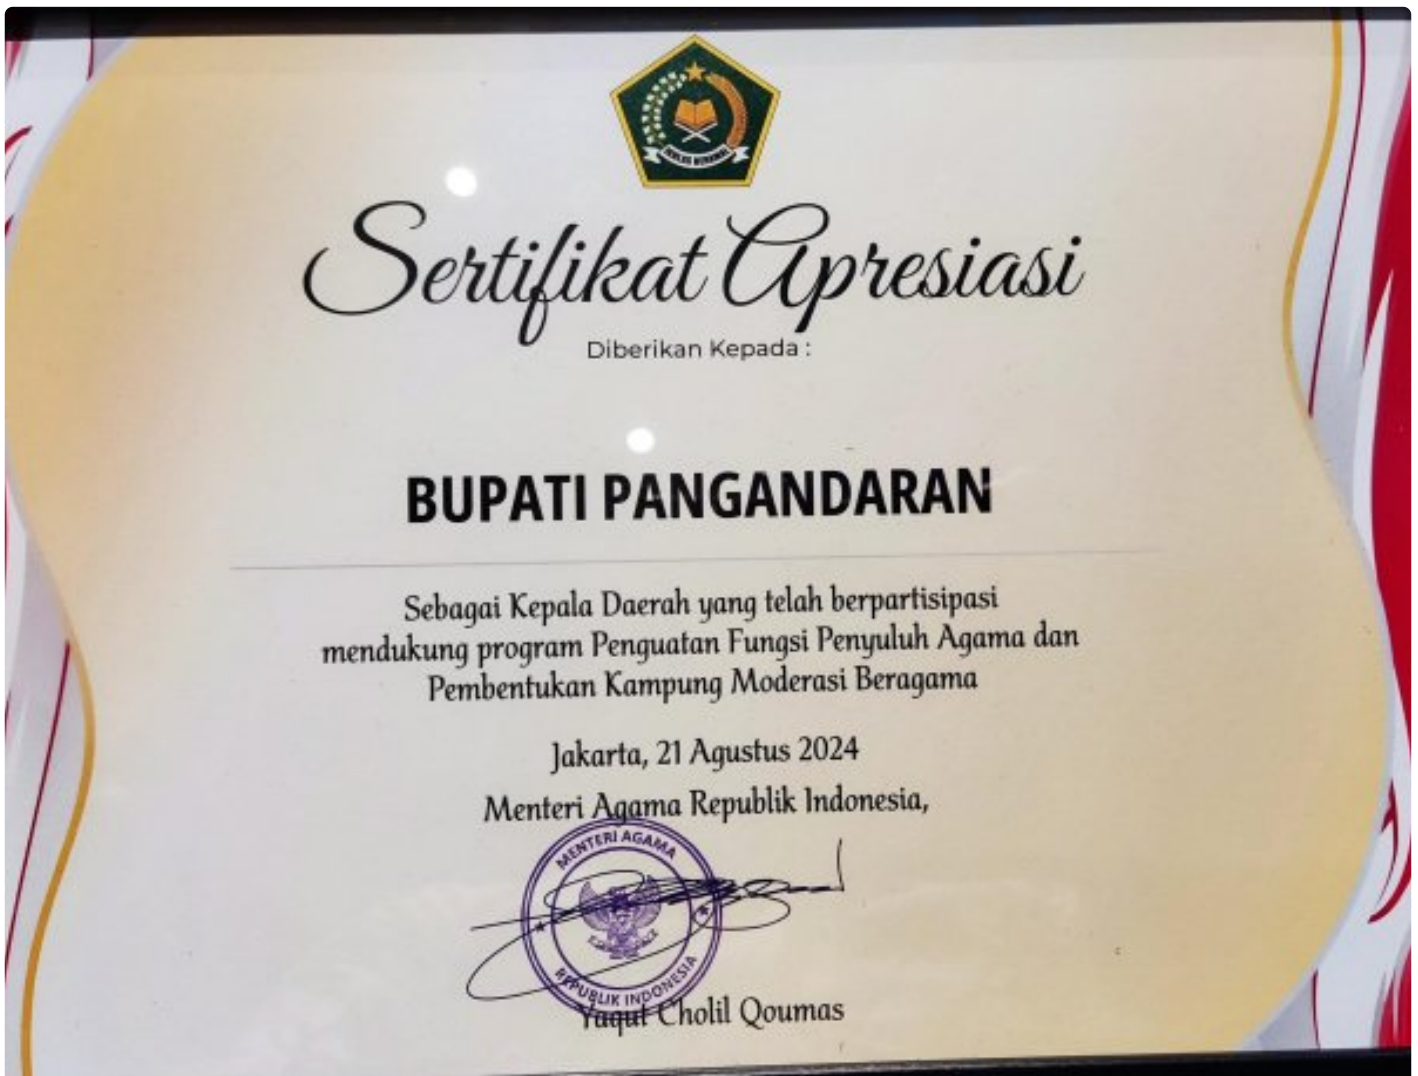 IKHLAS BERAMAL
Sertifikat Apresiasi
Diberikan Kepada :
BUPATI PANGANDARAN
Sebagai Kepala Daerah yang telah berpartisipasi
mendukung program Penguatan Fungsi Penyuluh Agama dan
Pembentukan Kampung Moderasi Beragama
Jakarta, 21 Agustus 2024
Menteri Agama Republik Indonesia,
MENTERI AGAMA
REPUBLIK INDONESIA
Yaqut Cholil Qoumas